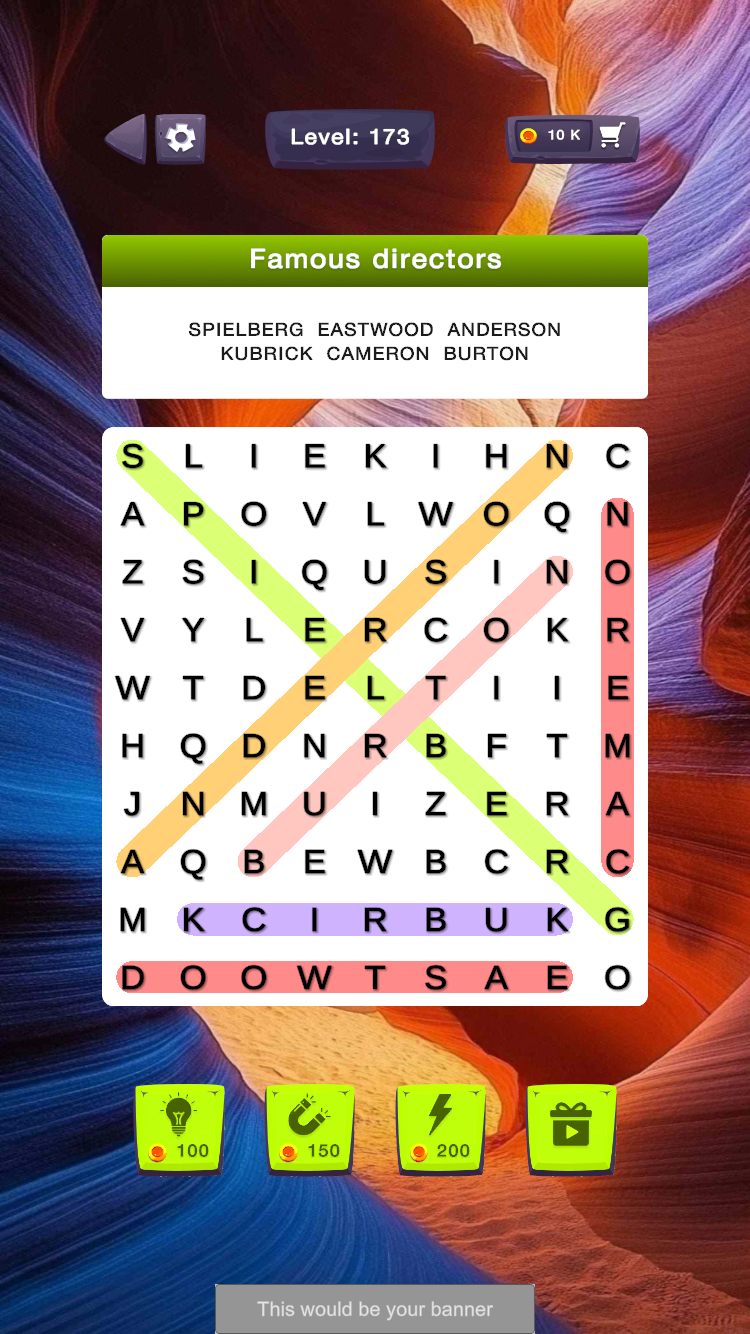 Level: 173
10 K
Famous directors
SPIELBERG EASTWOOD ANDERSON
KUBRICK CAMERON BURTON
S L I E K I H N C
A P O V L W O Q N
Z S I Q U S I N O
V Y L E R C O K R
W T D E L T I I E
H Q D N R B F T M
J N M U I Z E R A
A Q B E W B C R C
M K C I R B U K G
D O O W T S A E O
100 150 200
This would be your banner